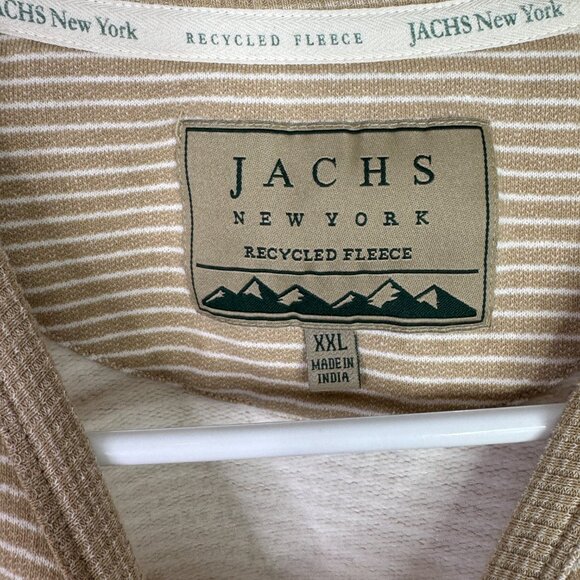 JACHS New York RECYCLED FLEECE JACHS New York
JACHS
NEW YORK
RECYCLED FLEECE
XXL
MADE IN
INDIA